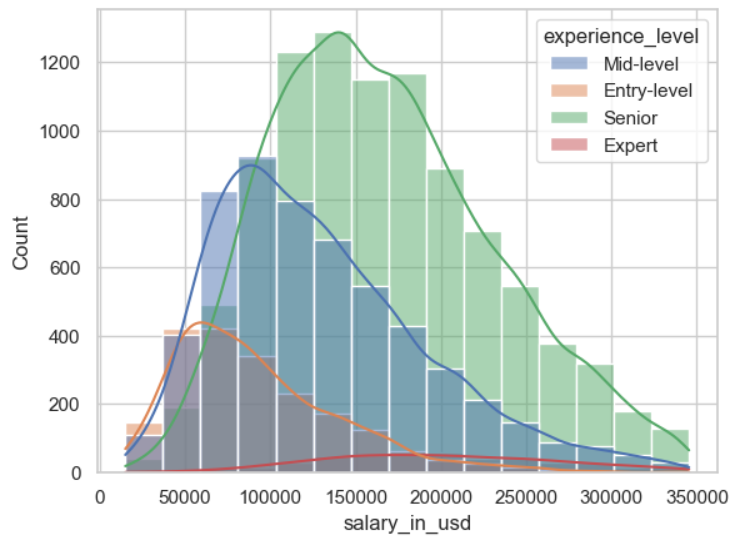 experience_level
Mid-level
Entry-level
Senior
Expert
1200
1000
800
600
400
200
0
Count
0 50000 100000 150000 200000 250000 300000 350000
salary_in_usd